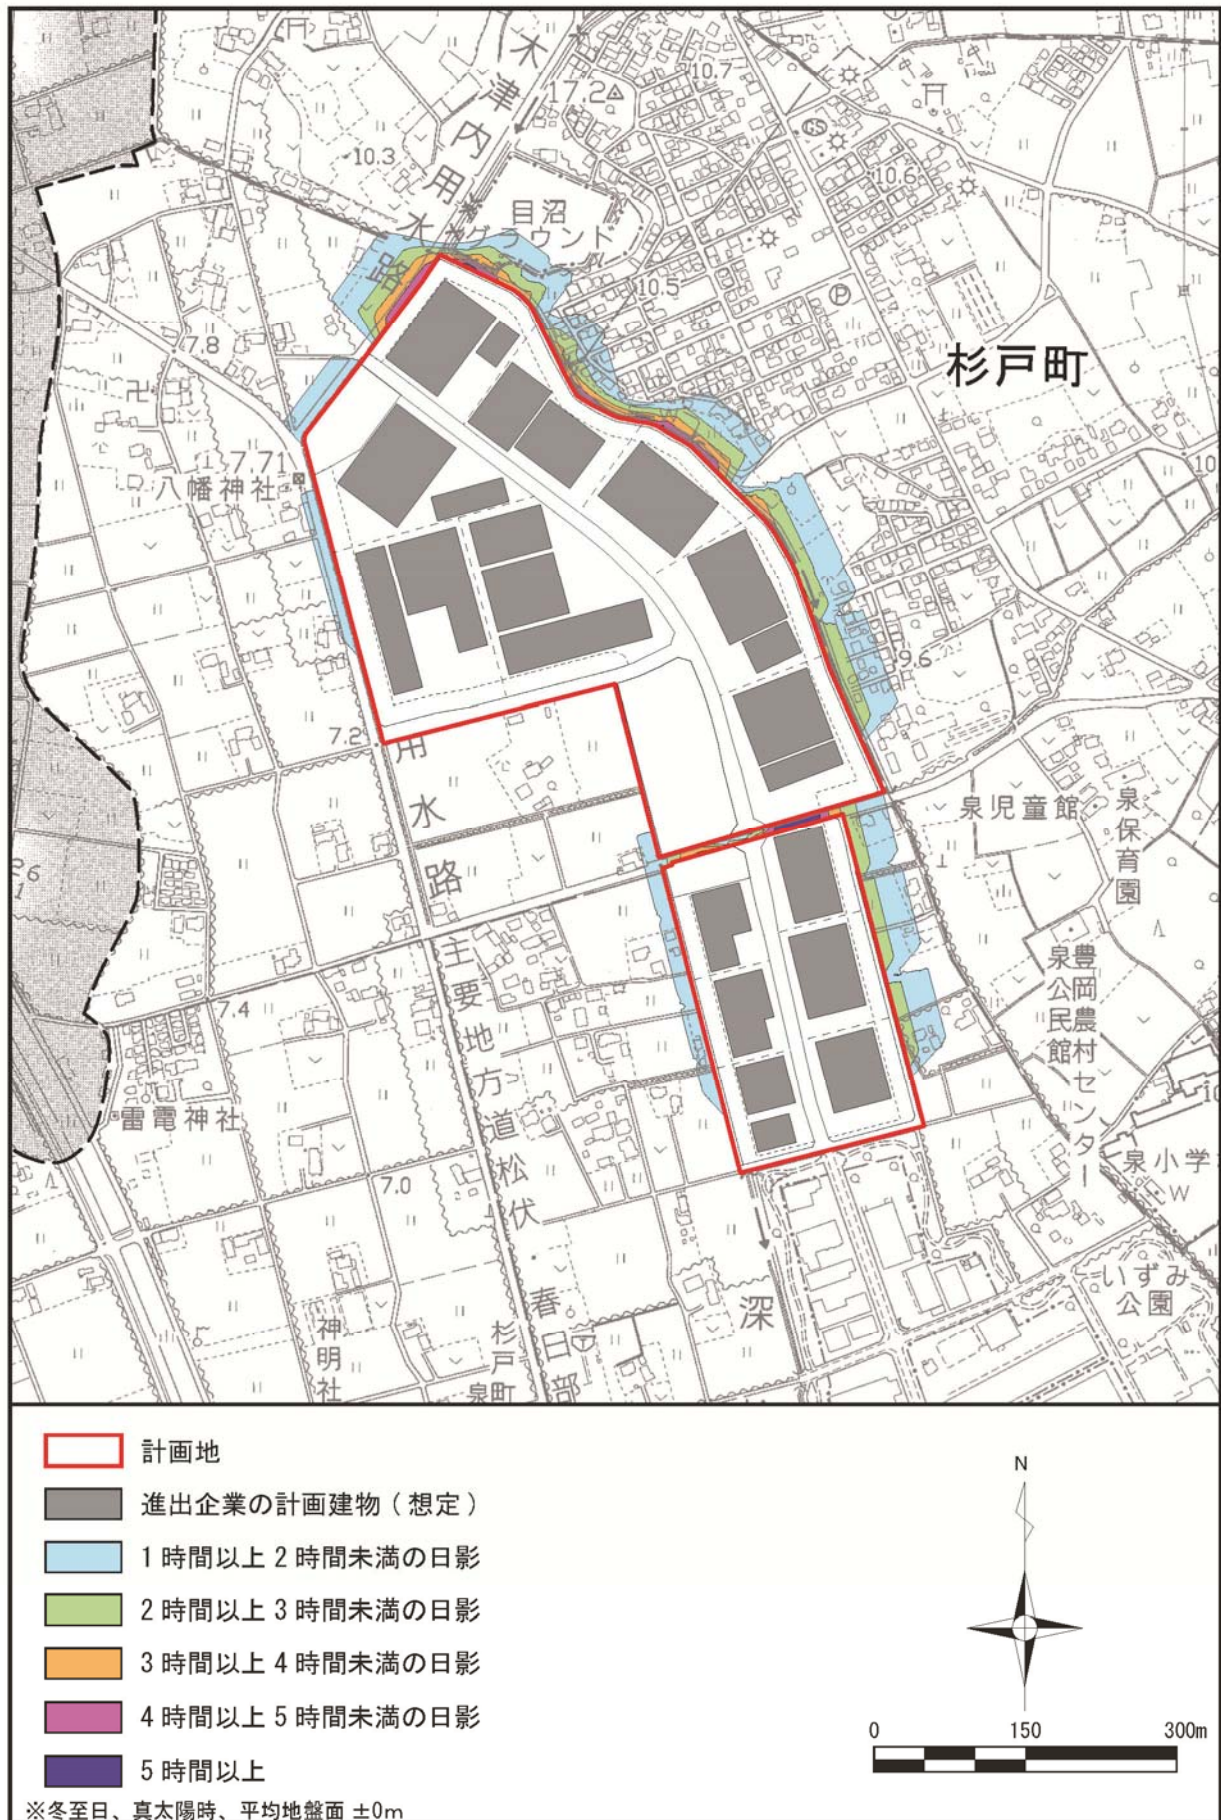 木津内用水路
17.2
10.7
GS
10.3
10.6
目沼
グラウンド
10.5
P
7.8
杉戸町
7.71
八幡神社
9.6
7.2
用水路
泉児童館
泉保育園
主要地方道松伏・春日部
7.4
豊岡農村センター
泉公民館
雷電神社
泉小学
W
7.0
いずみ
公園
深
神明社
杉戸町
泉
計画地
進出企業の計画建物（想定）
1時間以上2時間未満の日影
2時間以上3時間未満の日影
3時間以上4時間未満の日影
4時間以上5時間未満の日影
5時間以上
N
0 150 300m
※冬至日、真太陽時、平均地盤面 ±0m